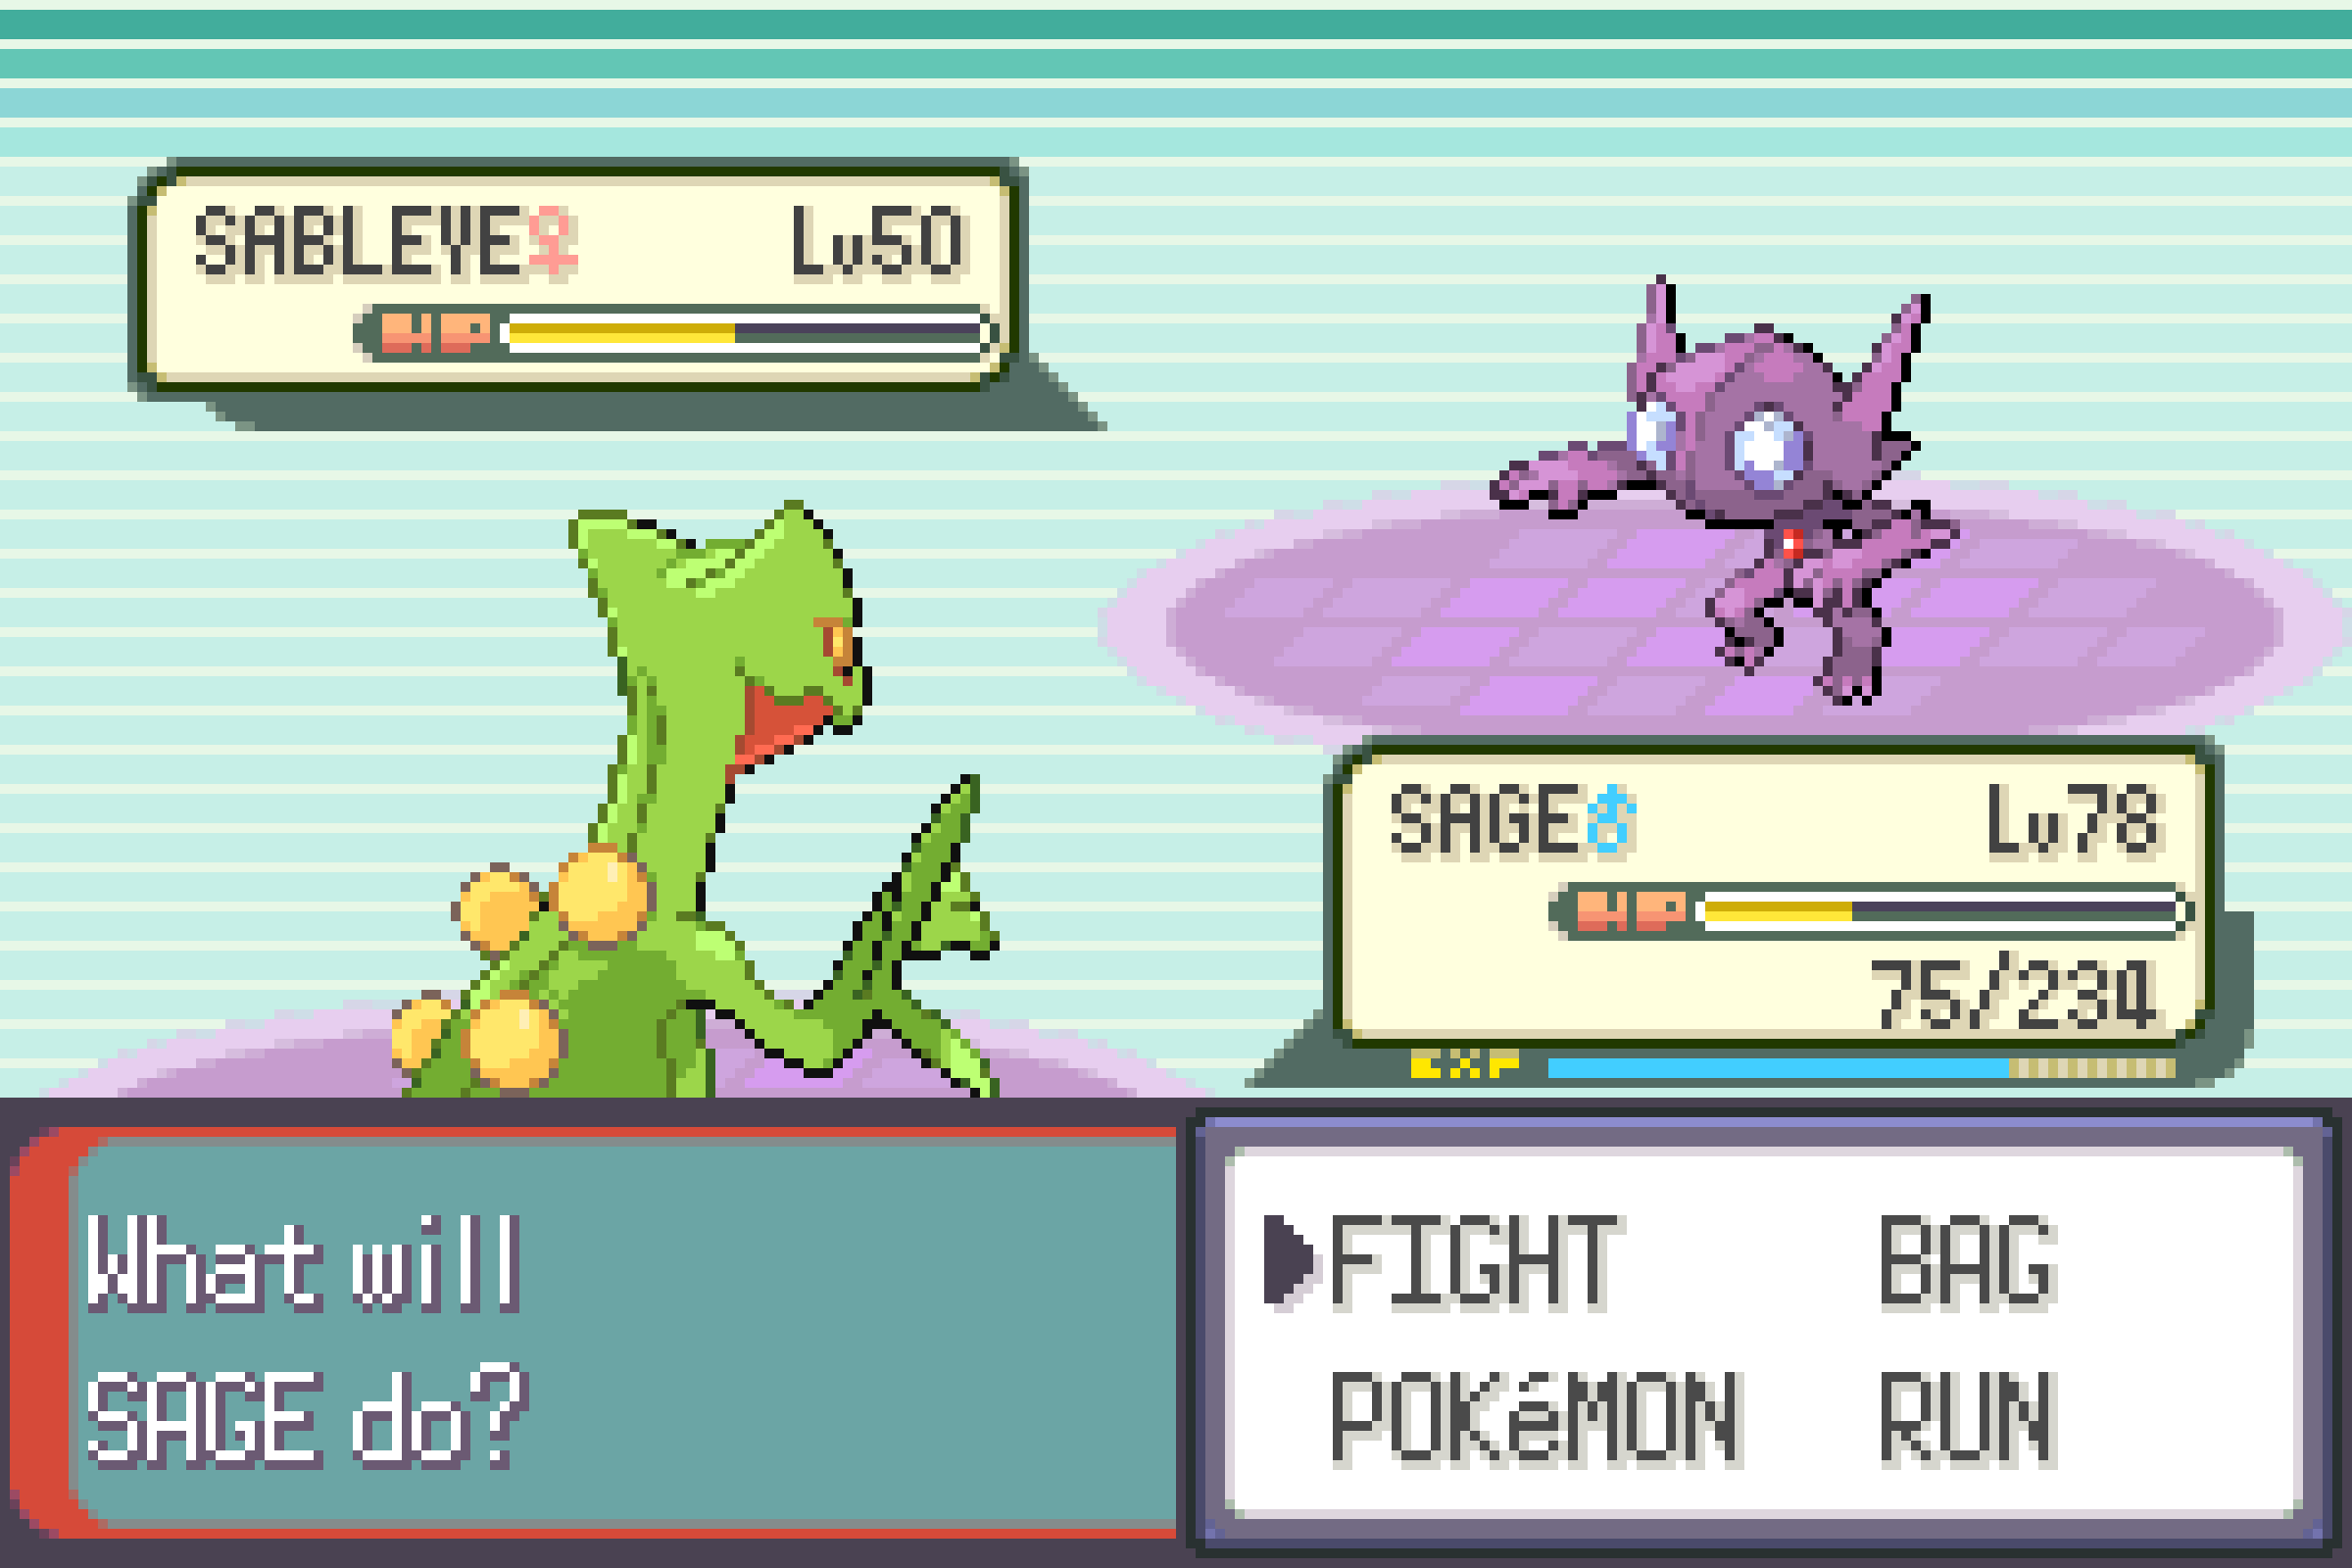 SABLEYE♀ Lv50
HP
SAGE♂ Lv78
HP
75/234
EXP
What will
SAGE do?
FIGHT BAG
POKéMON RUN